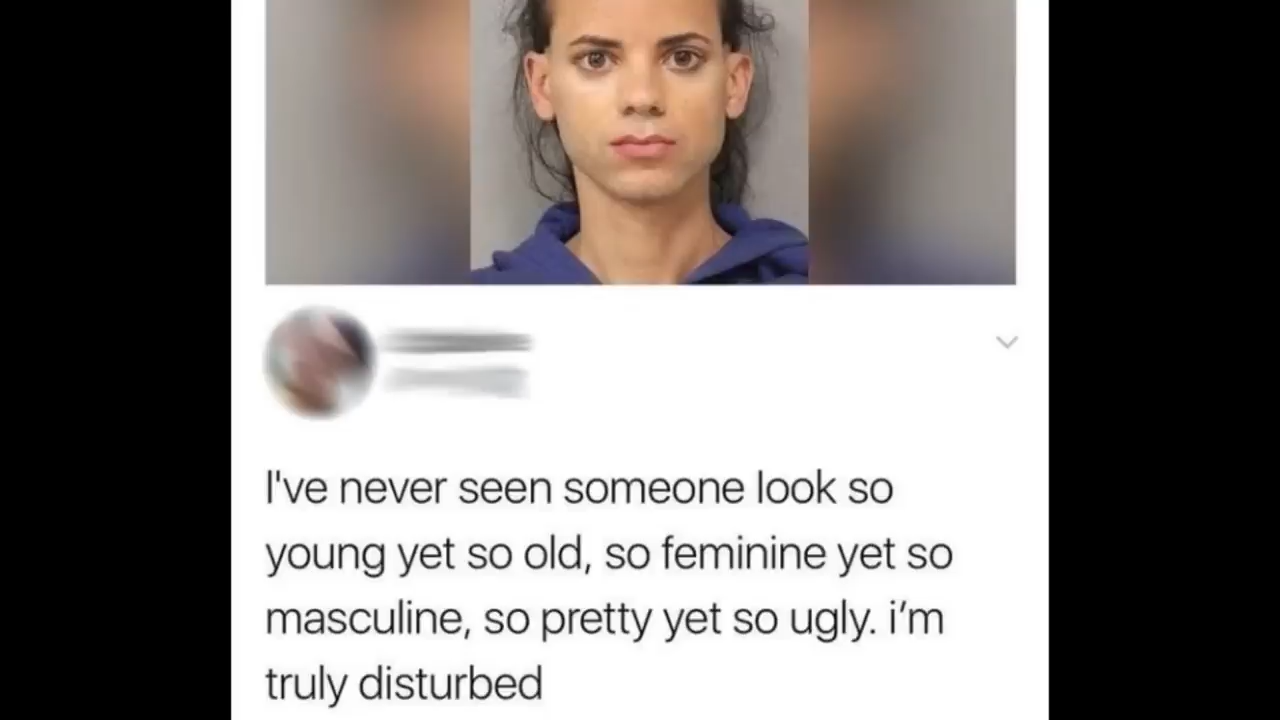 I've never seen someone look so
young yet so old, so feminine yet so
masculine, so pretty yet so ugly. i’m
truly disturbed